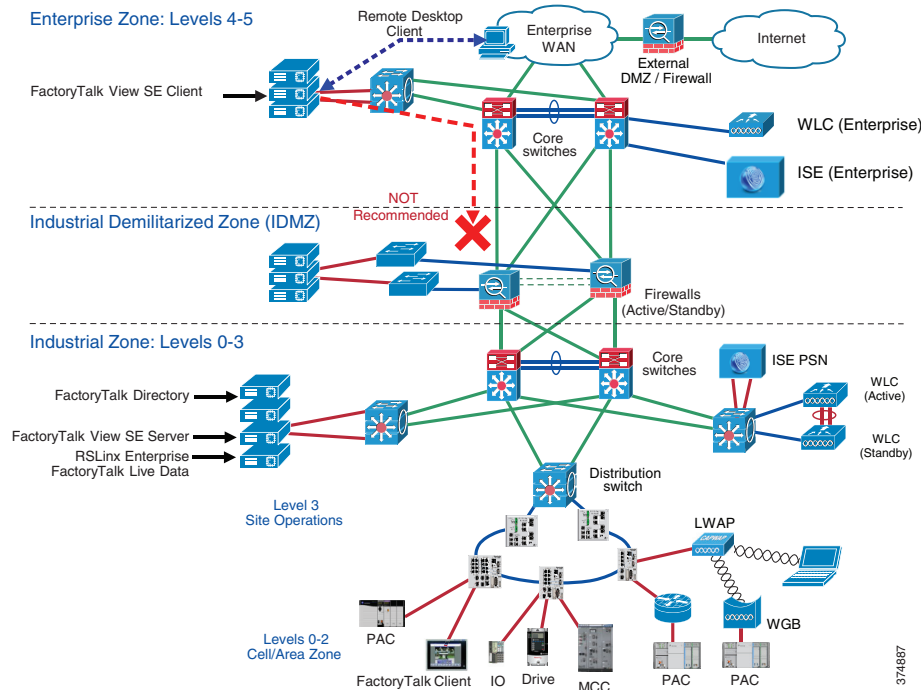 Enterprise Zone: Levels 4-5
Remote Desktop
Client
Enterprise
WAN
Internet
External
DMZ / Firewall
FactoryTalk View SE Client
Core
switches
WLC (Enterprise)
ISE (Enterprise)
NOT
Recommended
Industrial Demilitarized Zone (IDMZ)
Firewalls
(Active/Standby)
Industrial Zone: Levels 0-3
Core
switches
ISE PSN
FactoryTalk Directory
WLC
(Active)
FactoryTalk View SE Server
RSLinx Enterprise
FactoryTalk Live Data
WLC
(Standby)
Distribution
switch
Level 3
Site Operations
LWAP
CAPWAP
PAC
WGB
Levels 0-2
Cell/Area Zone
FactoryTalk Client
IO
Drive
MCC
PAC
PAC
374887